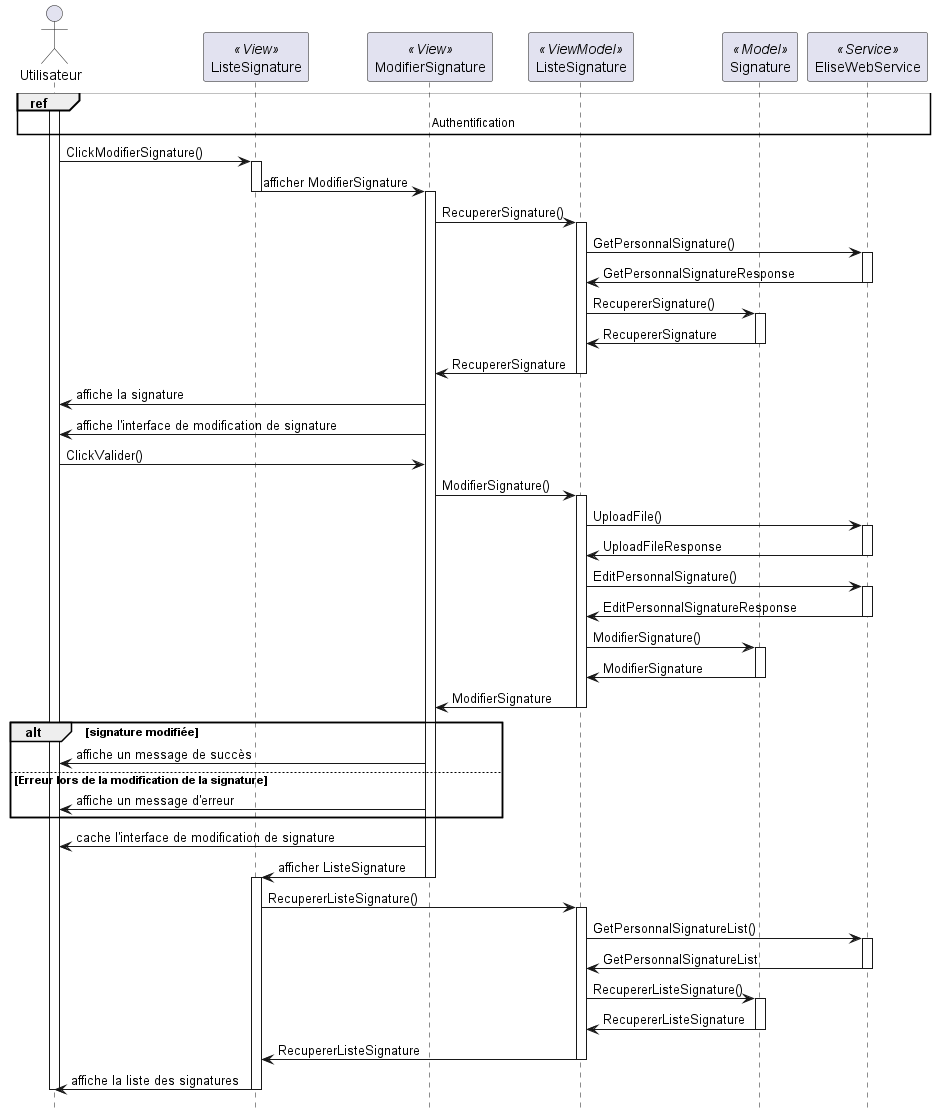 «View»
«View»
«ViewModel»
«Model»
«Service»
Utilisateur
ListeSignature
ModifierSignature
ListeSignature
Signature
EliseWebService
ref
Authentification
ClickModifierSignature()
afficher ModifierSignature
RecupererSignature()
GetPersonnalSignature()
GetPersonnalSignatureResponse
RecupererSignature()
RecupererSignature
RecupererSignature
affiche la signature
affiche l'interface de modification de signature
ClickValider()
ModifierSignature()
UploadFile()
UploadFileResponse
EditPersonnalSignature()
EditPersonnalSignatureResponse
ModifierSignature()
ModifierSignature
ModifierSignature
alt [signature modifiée]
affiche un message de succès
[Erreur lors de la modification de la signature]
affiche un message d'erreur
cache l'interface de modification de signature
afficher ListeSignature
RecupererListeSignature()
GetPersonnalSignatureList()
GetPersonnalSignatureList
RecupererListeSignature()
RecupererListeSignature
RecupererListeSignature
affiche la liste des signatures